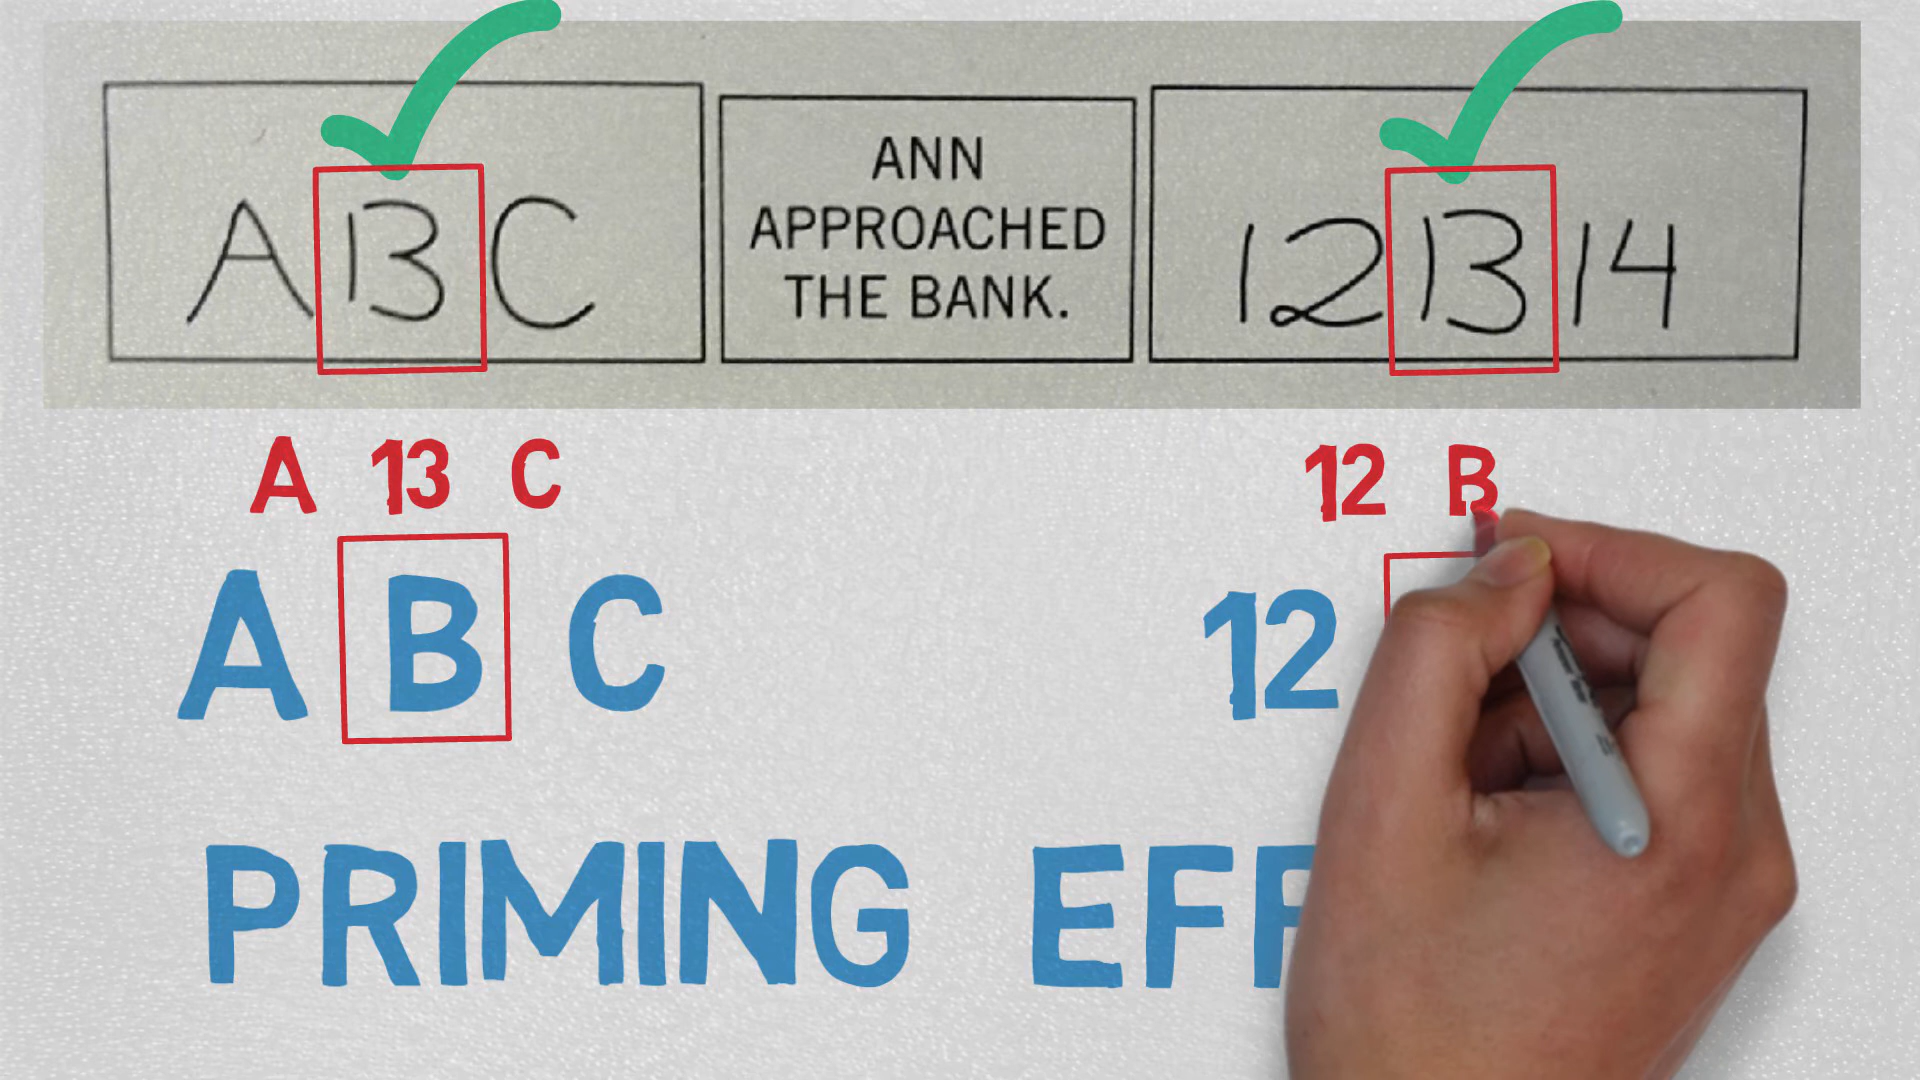 A 13 C
ANN
APPROACHED
THE BANK.
12 13 14
A 13 C
12 B
A B C
12
PRIMING EFF